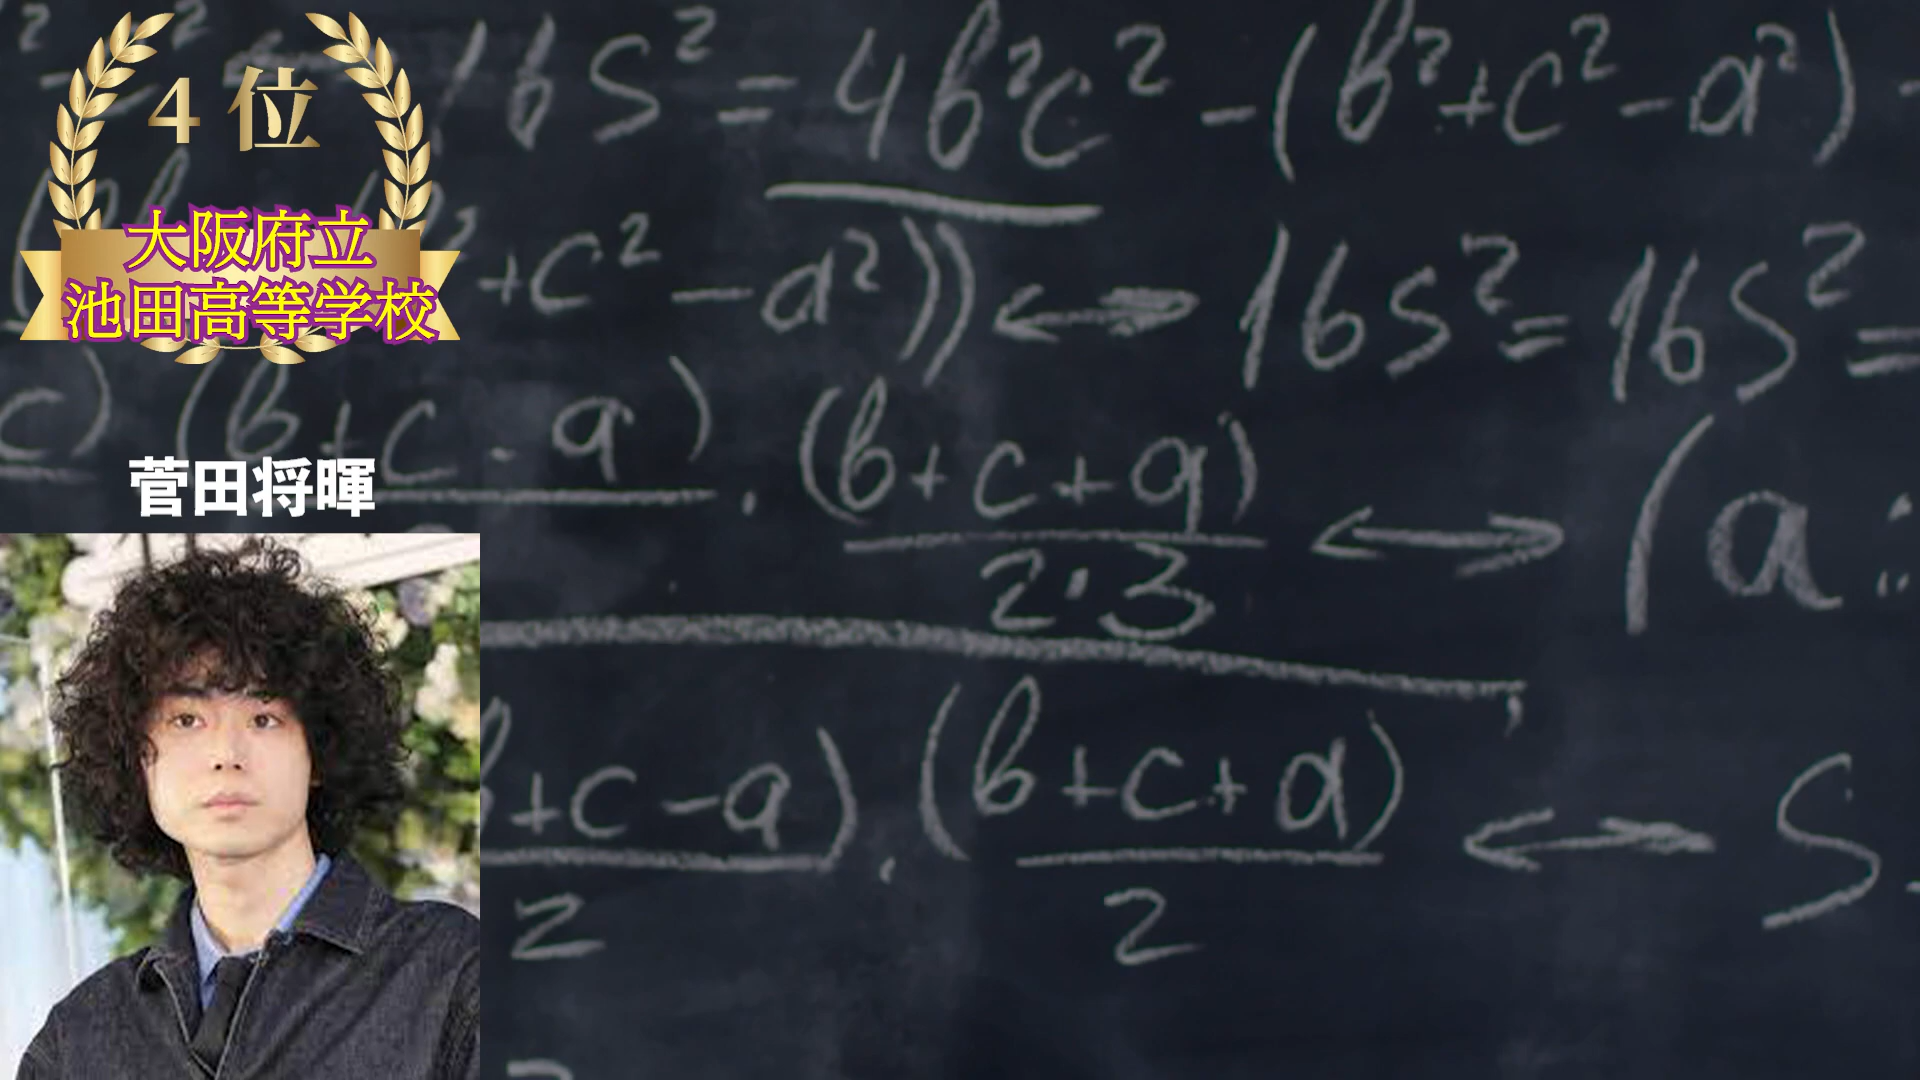 4位
大阪府立
池田高等学校
菅田将暉
16S² = 4b²c² - (b²+c²-a²)
+c² - a²)) ↔ 16S² = 16S² =
c) (b+c-a) . (b+c+a) ↔ (a :
2·3
+c-a) . (b+c+a) ↔ S
2 2